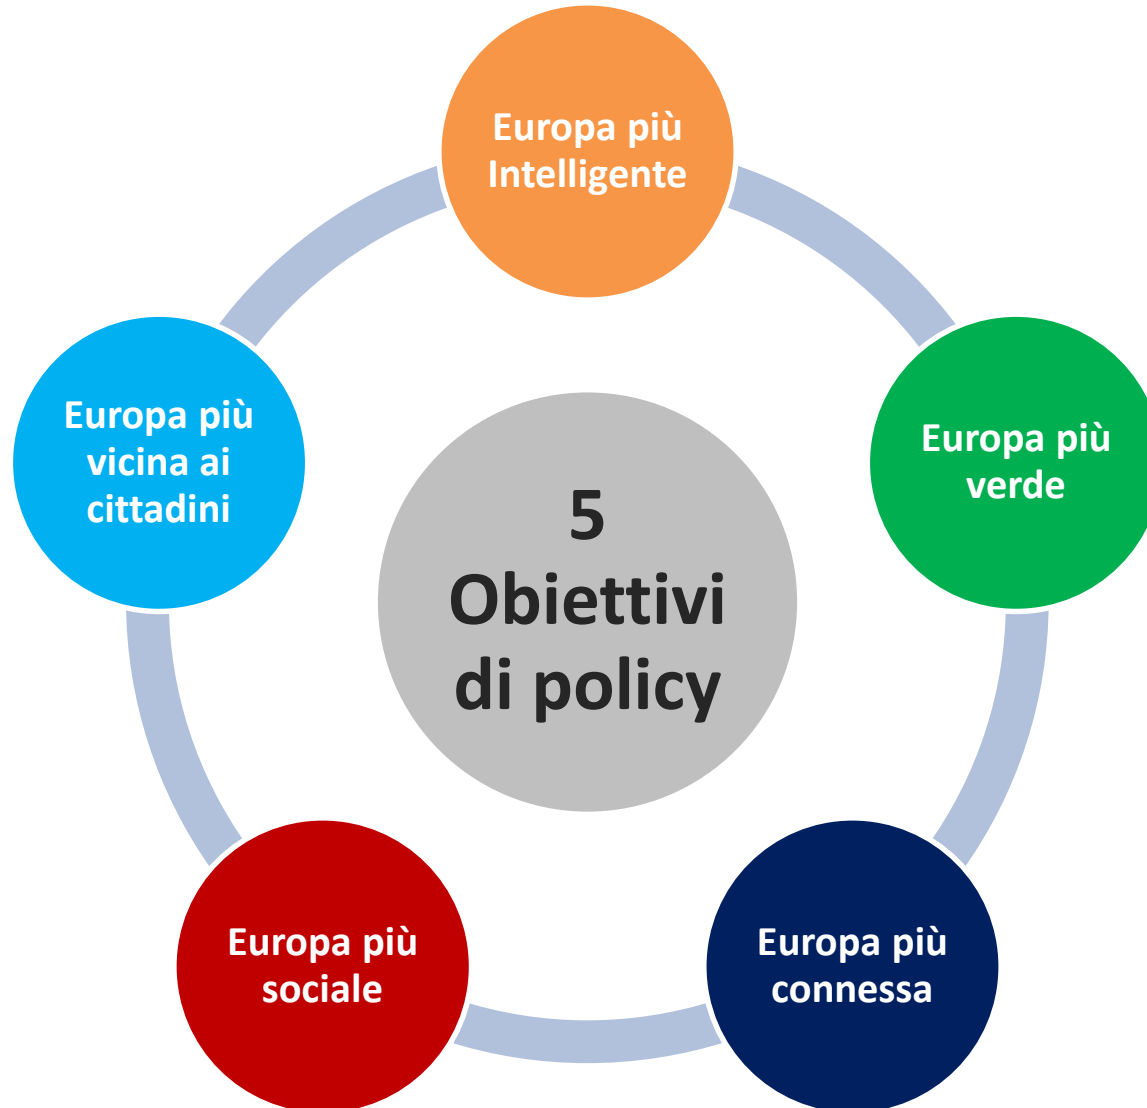 Europa più
Intelligente
Europa più
verde
Europa più
connessa
Europa più
sociale
Europa più
vicina ai
cittadini
5
Obiettivi
di policy